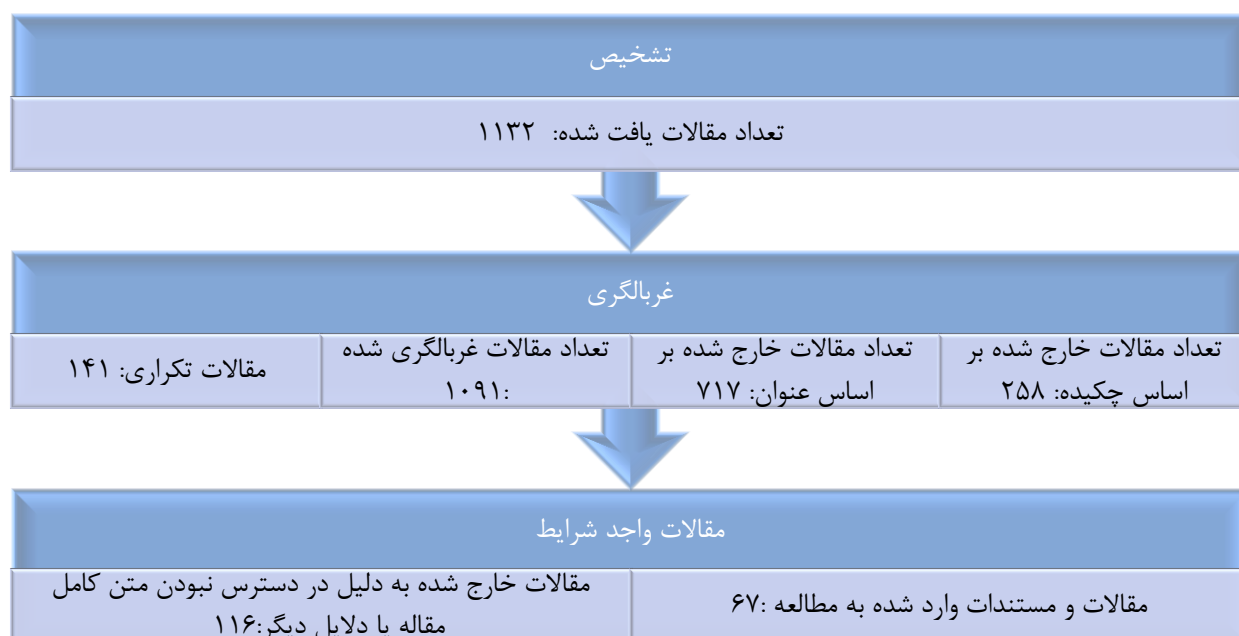 تشخیص
تعداد مقالات یافت شده: ۱۱۳۲
غربالگری
تعداد مقالات خارج شده بر
اساس چکیده: ۲۵۸
تعداد مقالات خارج شده بر
اساس عنوان: ۷۱۷
تعداد مقالات غربالگری شده
:۱۰۹۱
مقالات تکراری: ۱۴۱
مقالات واجد شرایط
مقالات و مستندات وارد شده به مطالعه :۶۷
مقالات خارج شده به دلیل در دسترس نبودن متن کامل
مقاله یا دلایل دیگر:۱۱۶